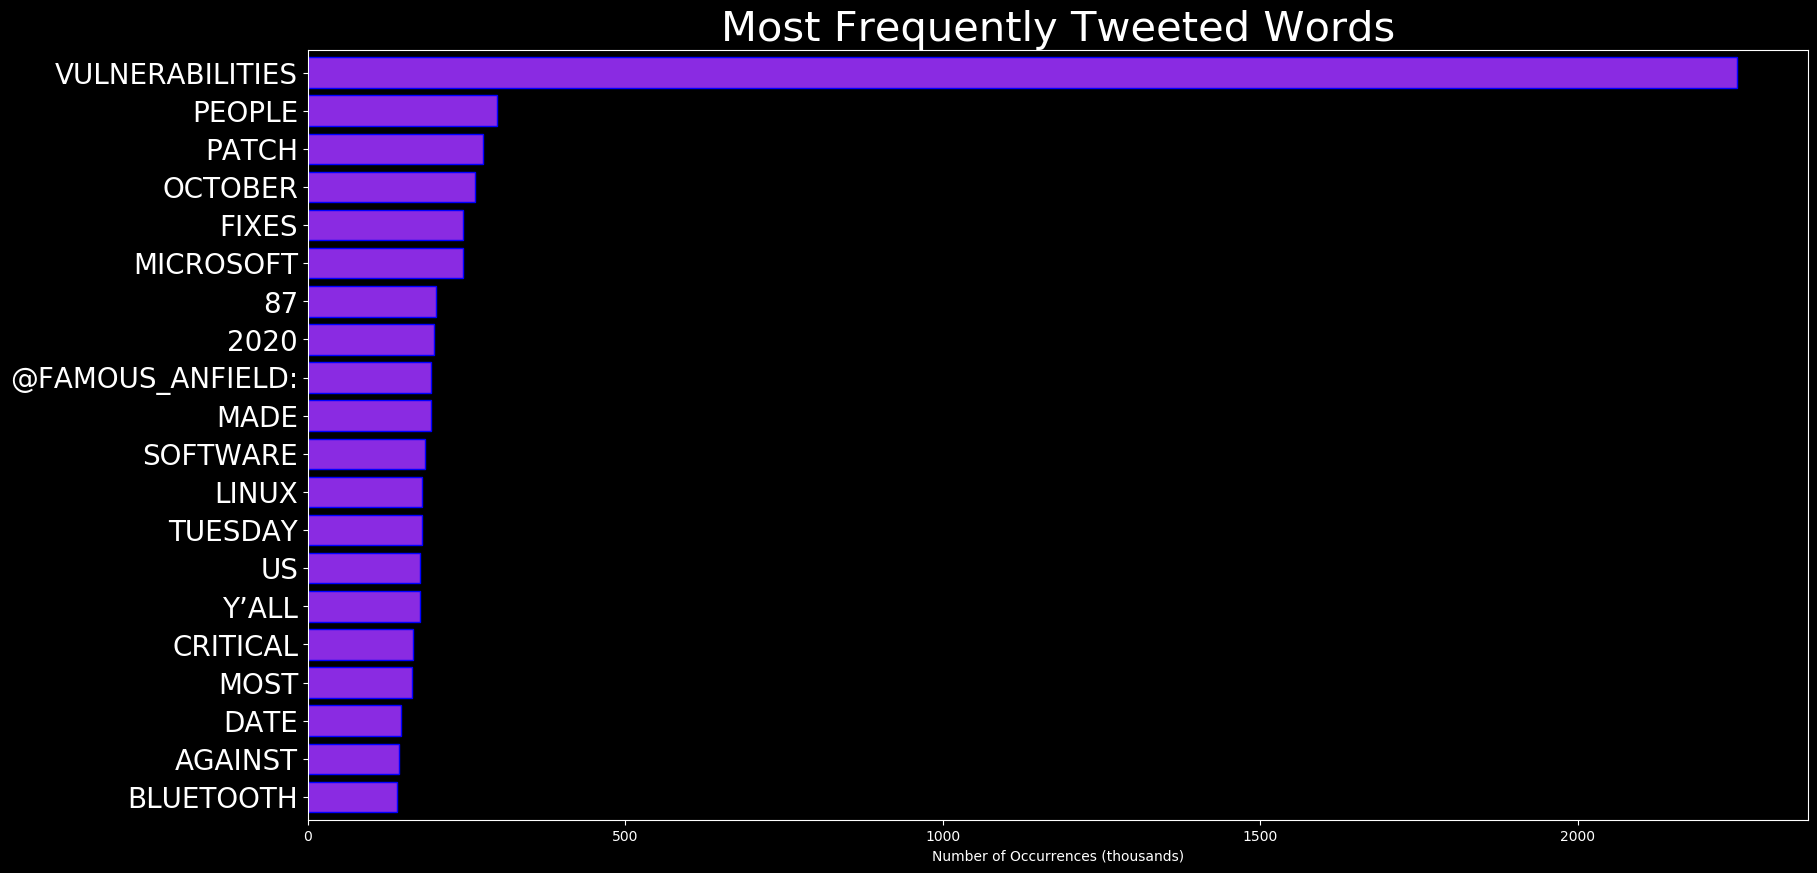 Most Frequently Tweeted Words
VULNERABILITIES
PEOPLE
PATCH
OCTOBER
FIXES
MICROSOFT
87
2020
@FAMOUS_ANFIELD:
MADE
SOFTWARE
LINUX
TUESDAY
US
Y’ALL
CRITICAL
MOST
DATE
AGAINST
BLUETOOTH
0 500 1000 1500 2000
Number of Occurrences (thousands)